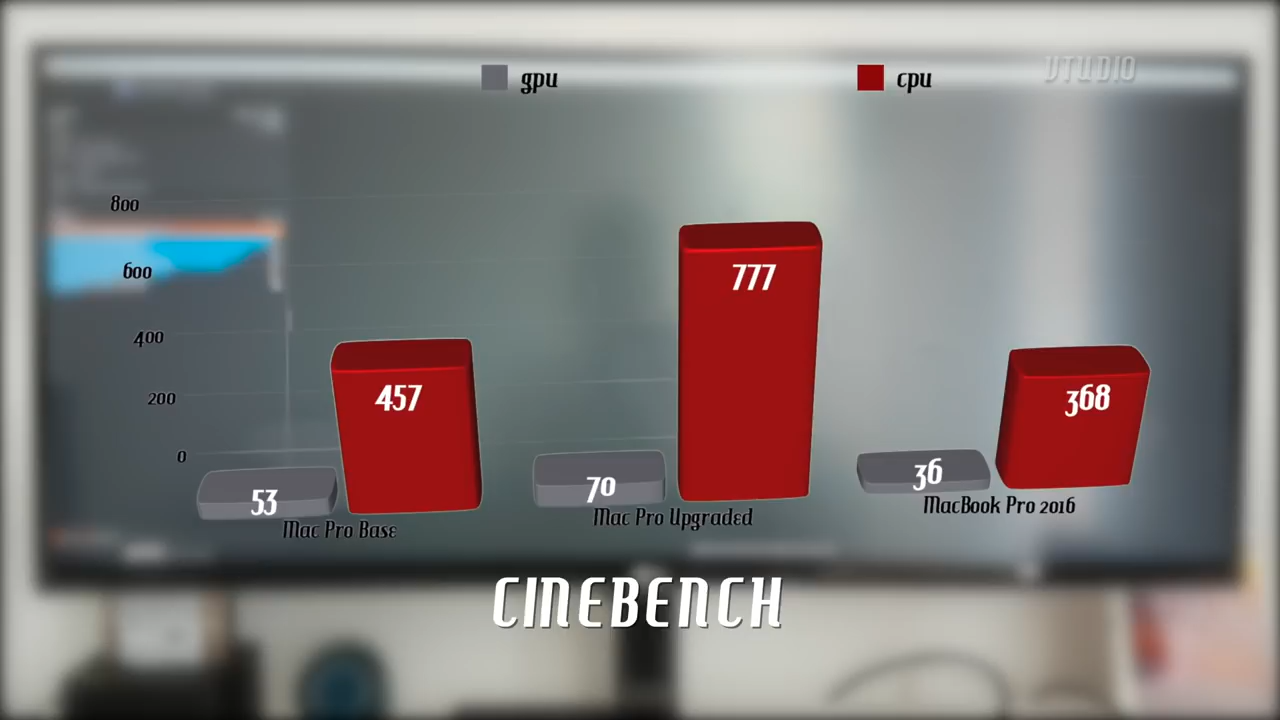 gpu
cpu
VTUDIO
800
600
400
200
0
53
457
70
777
36
368
Mac Pro Base
Mac Pro Upgraded
MacBook Pro 2016
CINEBENCH